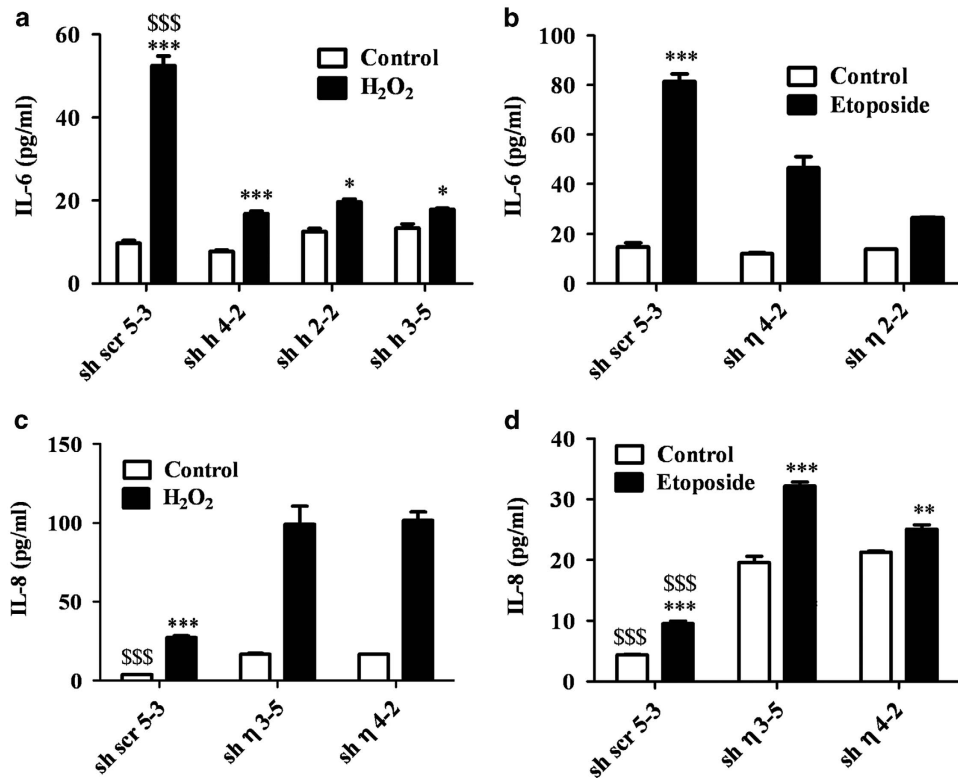 a
$$$
***
***
*
*
Control
H₂O₂
IL-6 (pg/ml)
60
40
20
0
sh scr 5-3
sh h 4-2
sh h 2-2
sh h 3-5
b
***
Control
Etoposide
IL-6 (pg/ml)
100
80
60
40
20
0
sh scr 5-3
sh η 4-2
sh η 2-2
c
Control
H₂O₂
IL-8 (pg/ml)
150
100
50
0
$$$
***
sh scr 5-3
sh η 3-5
sh η 4-2
d
Control
Etoposide
IL-8 (pg/ml)
40
30
20
10
0
$$$
$$$
***
***
**
sh scr 5-3
sh η 3-5
sh η 4-2